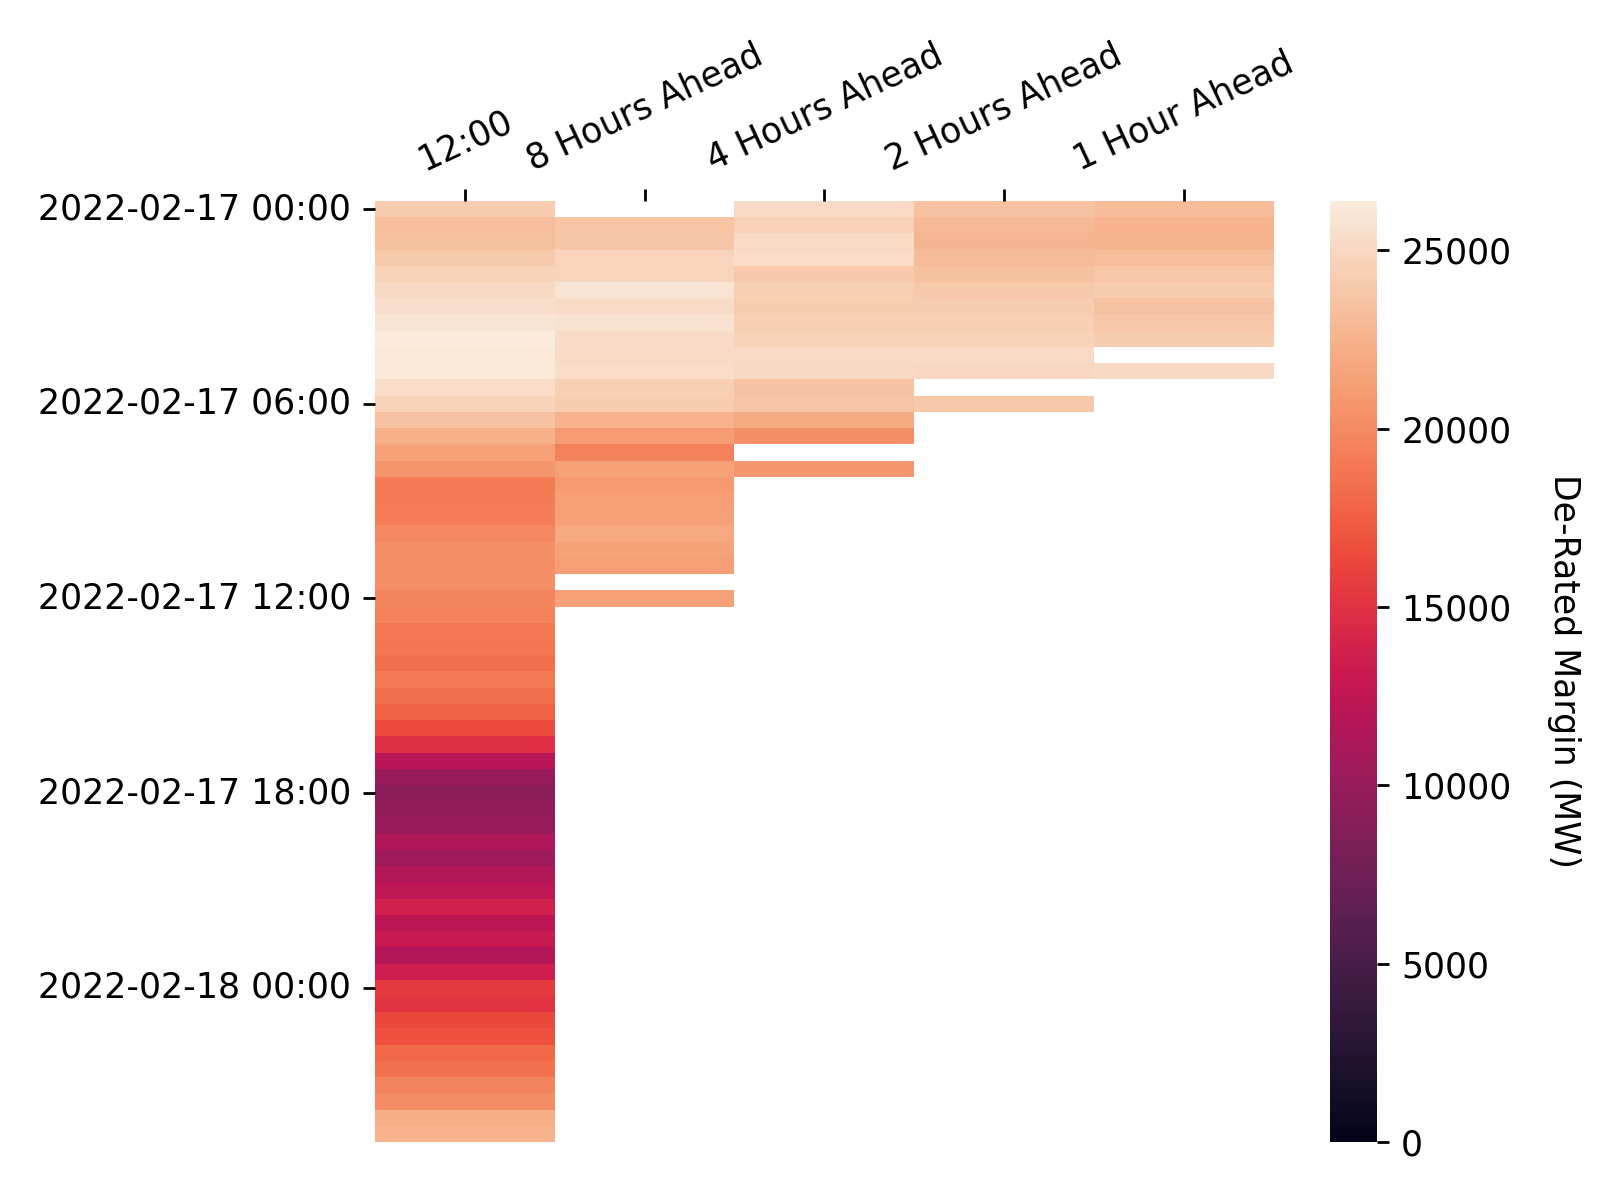 12:00
8 Hours Ahead
4 Hours Ahead
2 Hours Ahead
1 Hour Ahead
2022-02-17 00:00
2022-02-17 06:00
2022-02-17 12:00
2022-02-17 18:00
2022-02-18 00:00
25000
20000
15000
10000
5000
0
De-Rated Margin (MW)